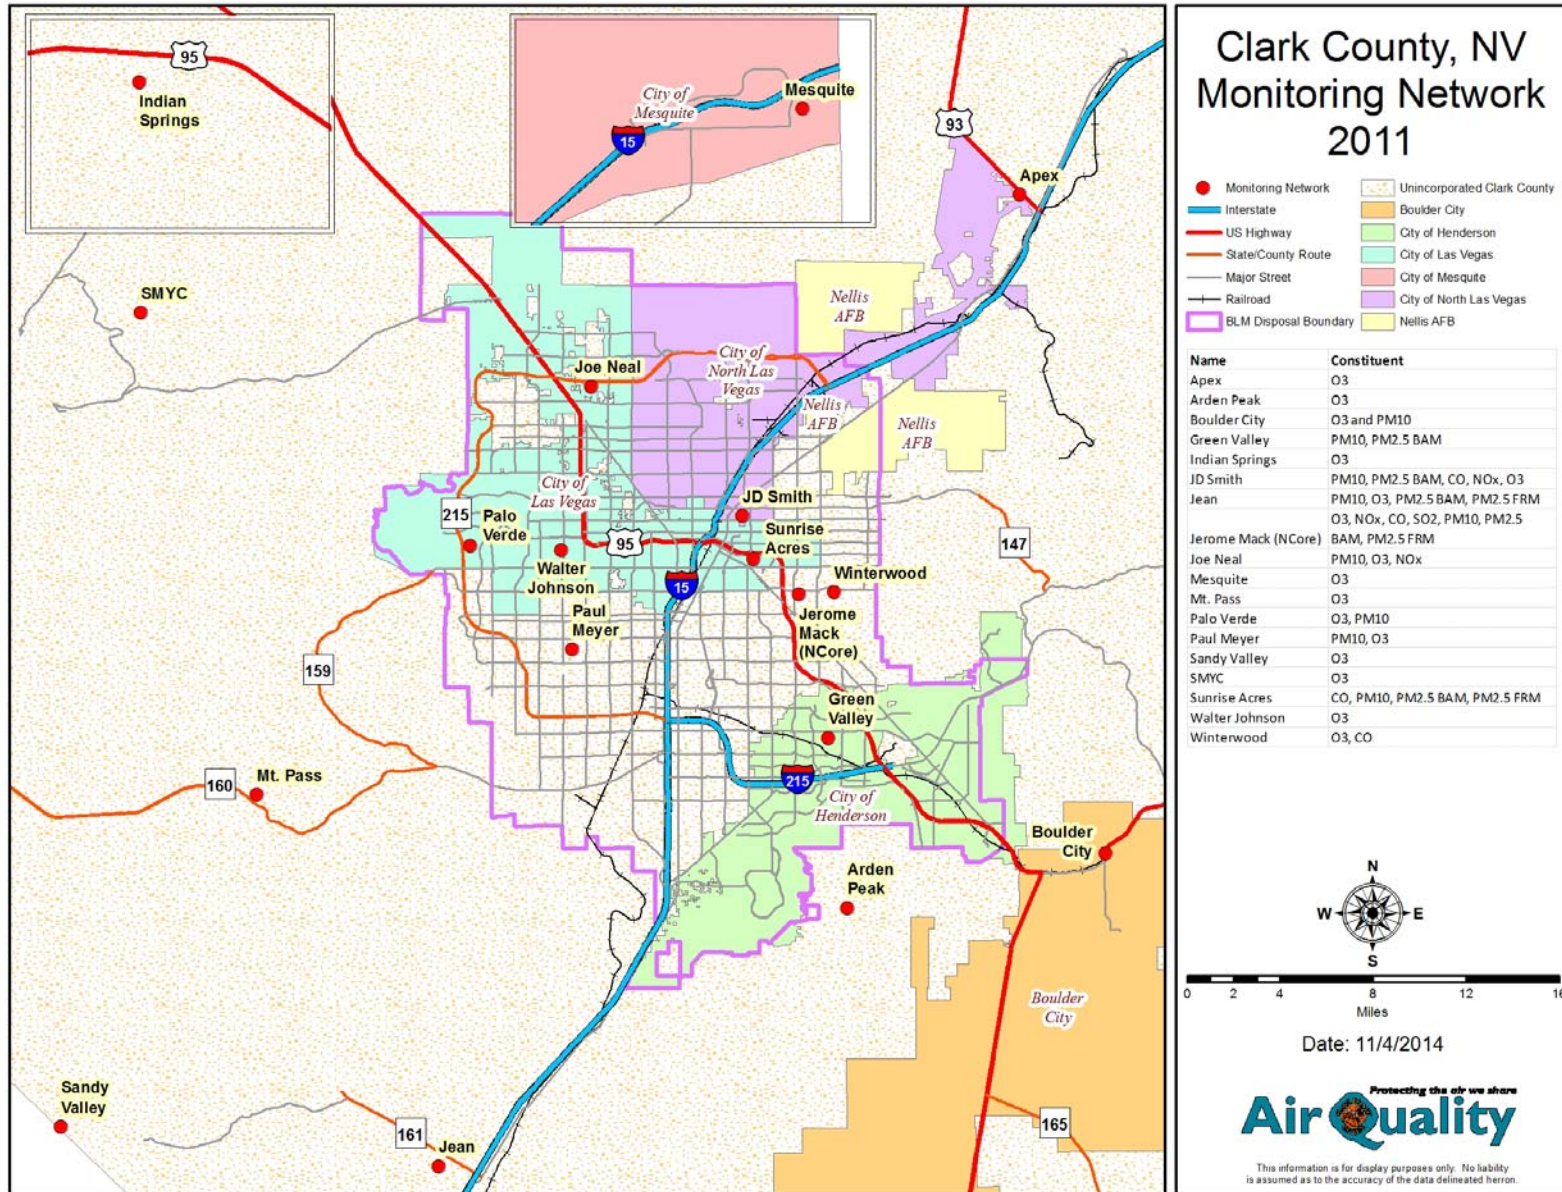 Clark County, NV
Monitoring Network
2011
Monitoring Network
Interstate
US Highway
State/County Route
Major Street
Railroad
BLM Disposal Boundary
Unincorporated Clark County
Boulder City
City of Henderson
City of Las Vegas
City of Mesquite
City of North Las Vegas
Nellis AFB
Name Constituent
Apex O3
Arden Peak O3
Boulder City O3 and PM10
Green Valley PM10, PM2.5 BAM
Indian Springs O3
JD Smith PM10, PM2.5 BAM, CO, NOx, O3
Jean PM10, O3, PM2.5 BAM, PM2.5 FRM
O3, NOx, CO, SO2, PM10, PM2.5
Jerome Mack (NCore) BAM, PM2.5 FRM
Joe Neal PM10, O3, NOx
Mesquite O3
Mt. Pass O3
Palo Verde O3, PM10
Paul Meyer PM10, O3
Sandy Valley O3
SMYC O3
Sunrise Acres CO, PM10, PM2.5 BAM, PM2.5 FRM
Walter Johnson O3
Winterwood O3, CO
N
W E
S
0 2 4 8 12 16
Miles
Date: 11/4/2014
Protecting the air we share
Air Quality
This information is for display purposes only. No liability
is assumed as to the accuracy of the data delineated herron.
95
Indian
Springs
City of
Mesquite
15
Mesquite
93
Apex
SMYC
Nellis
AFB
Joe Neal
City of
North Las
Vegas
Nellis
AFB
Nellis
AFB
City of
Las Vegas
JD Smith
215
Palo
Verde
95
Sunrise
Acres
147
Walter
Johnson
15
Winterwood
Paul
Meyer
Jerome
Mack
(NCore)
159
Green
Valley
160
Mt. Pass
215
City of
Henderson
Boulder
City
Arden
Peak
Boulder
City
Sandy
Valley
161
Jean
165